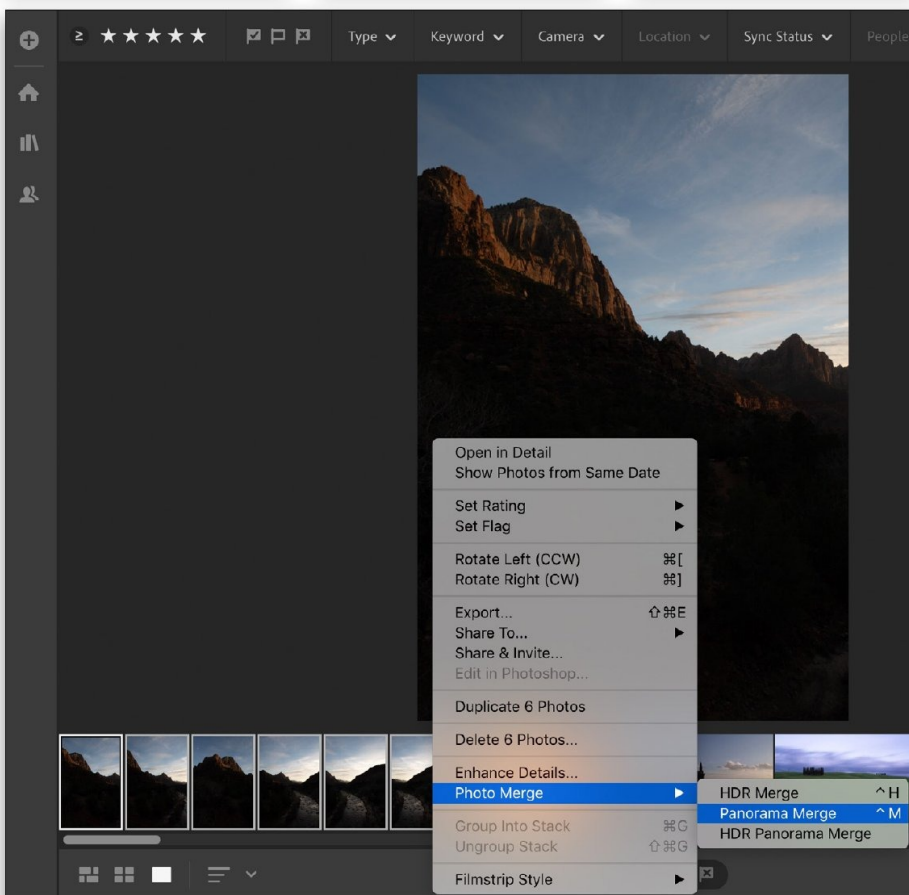 Type
Keyword
Camera
Location
Sync Status
People
Open in Detail
Show Photos from Same Date
Set Rating
Set Flag
Rotate Left (CCW) ⌘[
Rotate Right (CW) ⌘]
Export... ⇧⌘E
Share To...
Share & Invite...
Edit in Photoshop...
Duplicate 6 Photos
Delete 6 Photos...
Enhance Details...
Photo Merge
HDR Merge ^H
Panorama Merge ^M
HDR Panorama Merge
Group Into Stack ⌘G
Ungroup Stack ⇧⌘G
Filmstrip Style